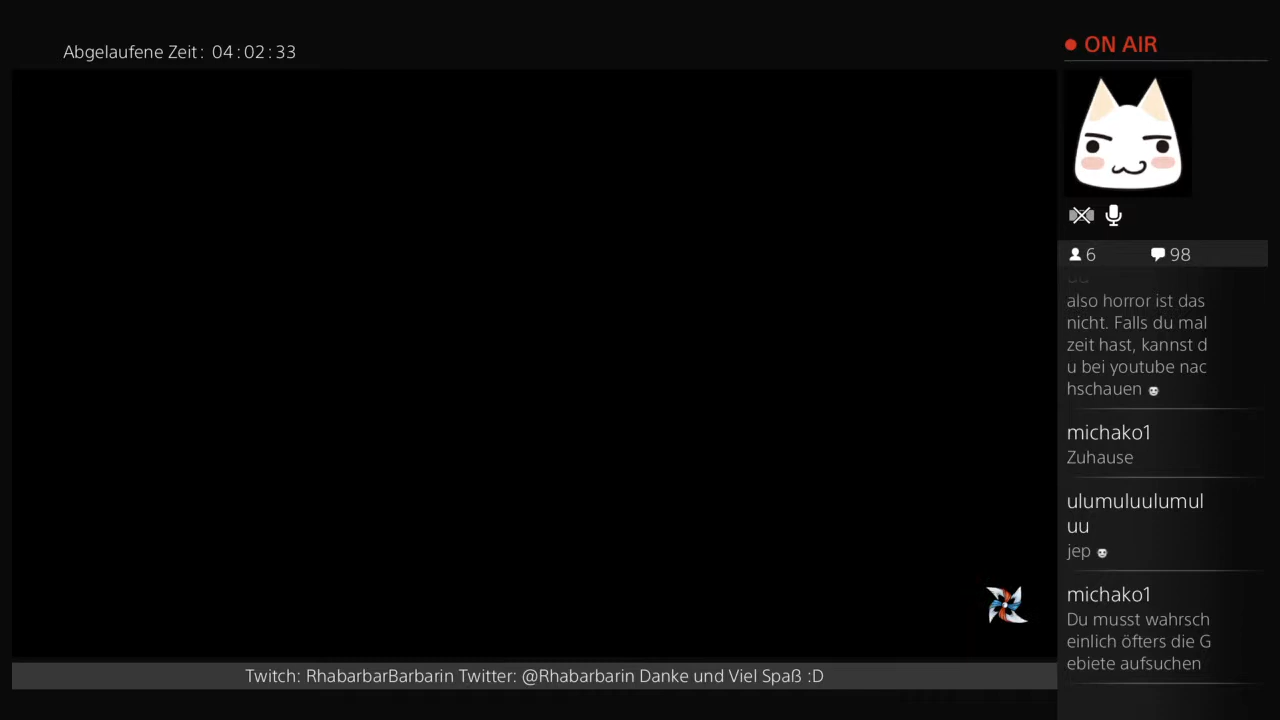 Abgelaufene Zeit: 04:02:33
ON AIR
6 98
uu
also horror ist das
nicht. Falls du mal
zeit hast, kannst d
u bei youtube nac
hschauen
michako1
Zuhause
ulumuluulumul
uu
jep
michako1
Du musst wahrsch
einlich öfters die G
ebiete aufsuchen
Twitch: RhabarbarBarbarin Twitter: @Rhabarbarin Danke und Viel Spaß :D